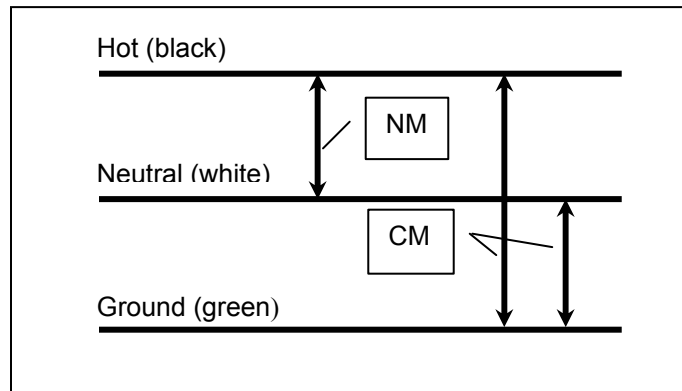 Hot (black)
NM
Neutral (white)
CM
Ground (green)